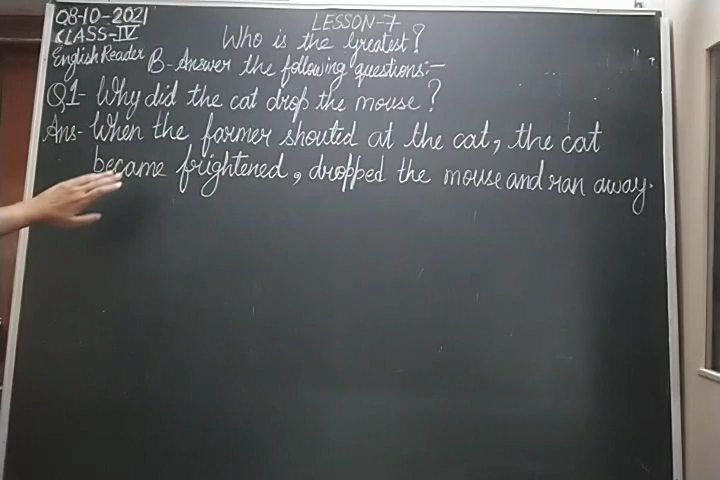 08-10-2021
LESSON-7
CLASS-IV
Who is the Greatest?
English Reader
B- Answer the following questions:-
Q1- Why did the cat drop the mouse?
Ans- When the farmer shouted at the cat, the cat
became frightened, dropped the mouse and ran away.